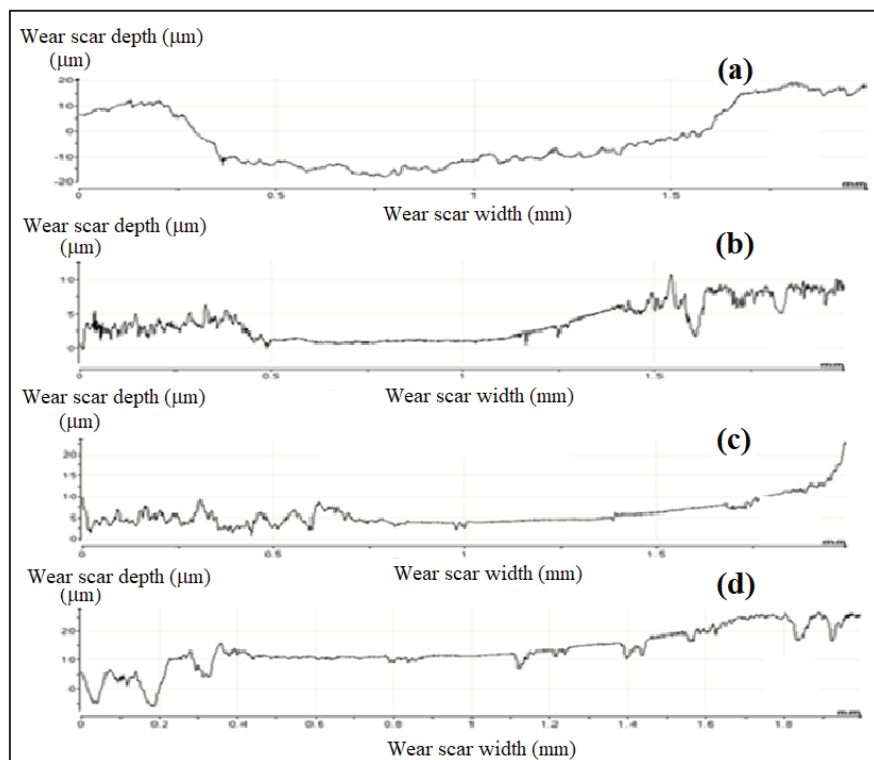 Wear scar depth (μm)
(μm)
(a)
20
10
0
-10
-20
0
0.5
1
1.5
mm
Wear scar width (mm)
Wear scar depth (μm)
(μm)
(b)
10
5
0
0
0.5
1
1.5
mm
Wear scar width (mm)
Wear scar depth (μm)
(μm)
(c)
20
15
10
5
0
0
0.5
1
1.5
mm
Wear scar width (mm)
Wear scar depth (μm)
(μm)
(d)
20
10
0
0
0.2
0.4
0.6
0.8
1
1.2
1.4
1.6
1.8
mm
Wear scar width (mm)